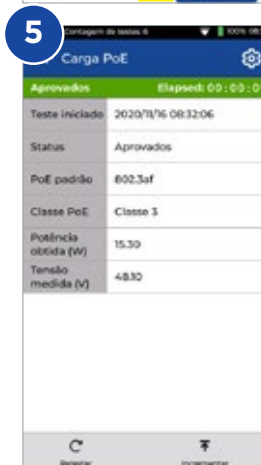 5
Contagem de testes: 6
100%
Carga PoE
Aprovados Elapsed: 00:00:0
Teste iniciado 2020/11/16 08:32:06
Status Aprovados
PoE padrão 802.3af
Classe PoE Classe 3
Potência
obtida (W) 15.30
Tensão
medida (V) 48.10
Repetir Incrementar